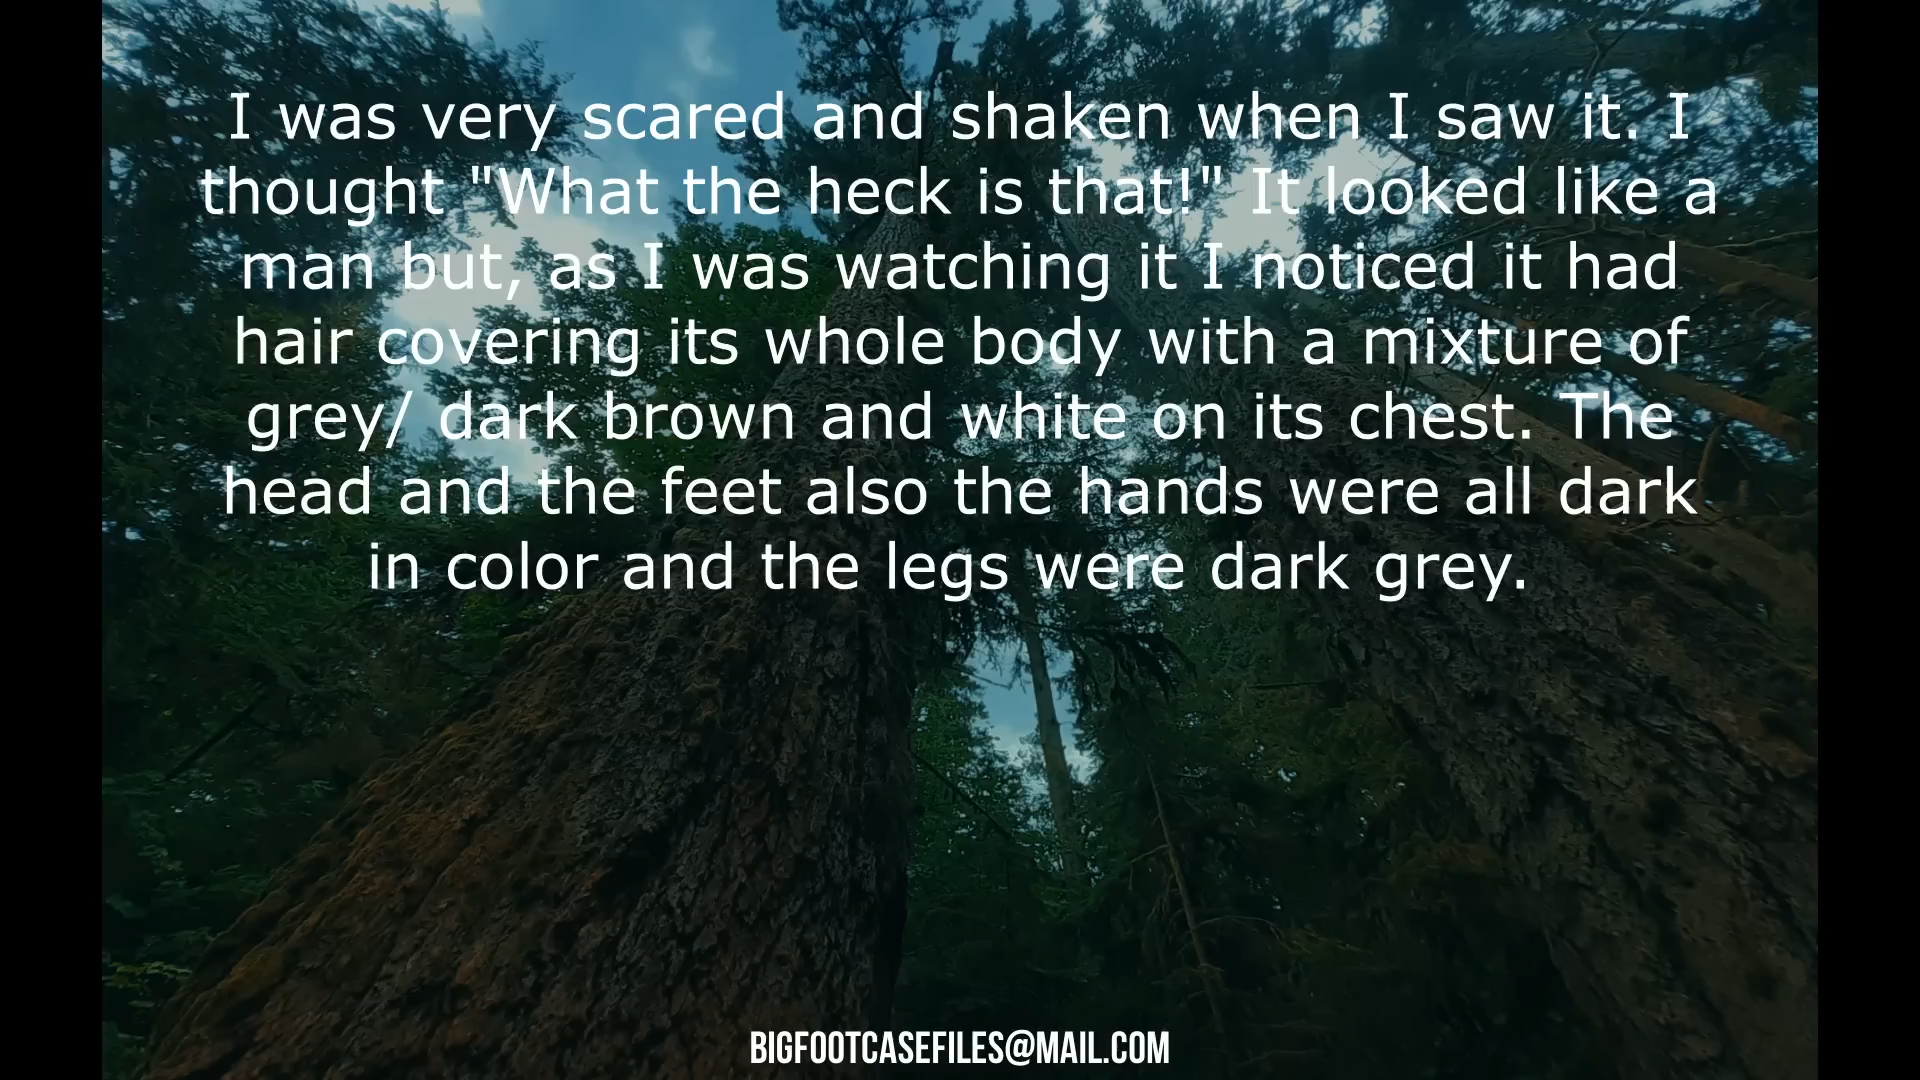 I was very scared and shaken when I saw it. I
thought "What the heck is that!" It looked like a
man but, as I was watching it I noticed it had
hair covering its whole body with a mixture of
grey/ dark brown and white on its chest. The
head and the feet also the hands were all dark
in color and the legs were dark grey.
BIGFOOTCASEFILES@MAIL.COM